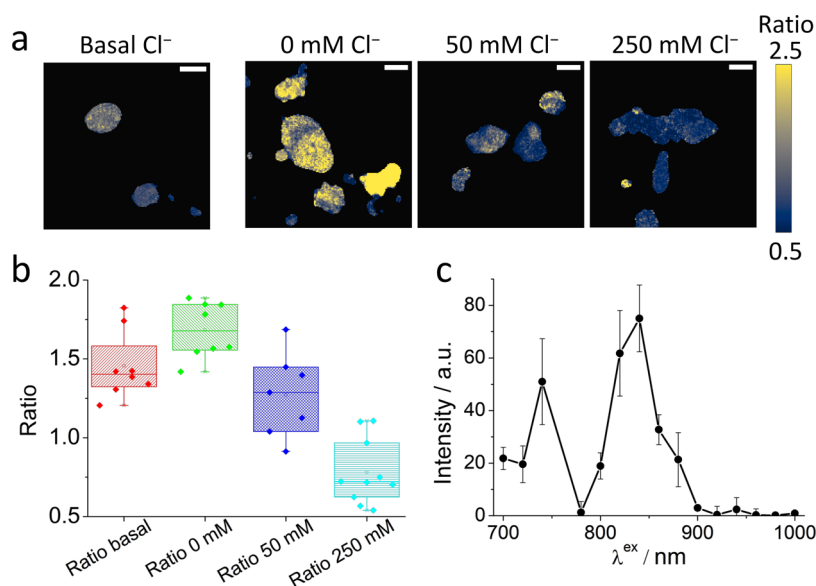 a
Basal Cl⁻
0 mM Cl⁻
50 mM Cl⁻
250 mM Cl⁻
Ratio
2.5
0.5
b
2.0
1.5
1.0
0.5
Ratio
Ratio basal
Ratio 0 mM
Ratio 50 mM
Ratio 250 mM
c
80
60
40
20
0
Intensity / a.u.
700
800
900
1000
λᵉˣ / nm